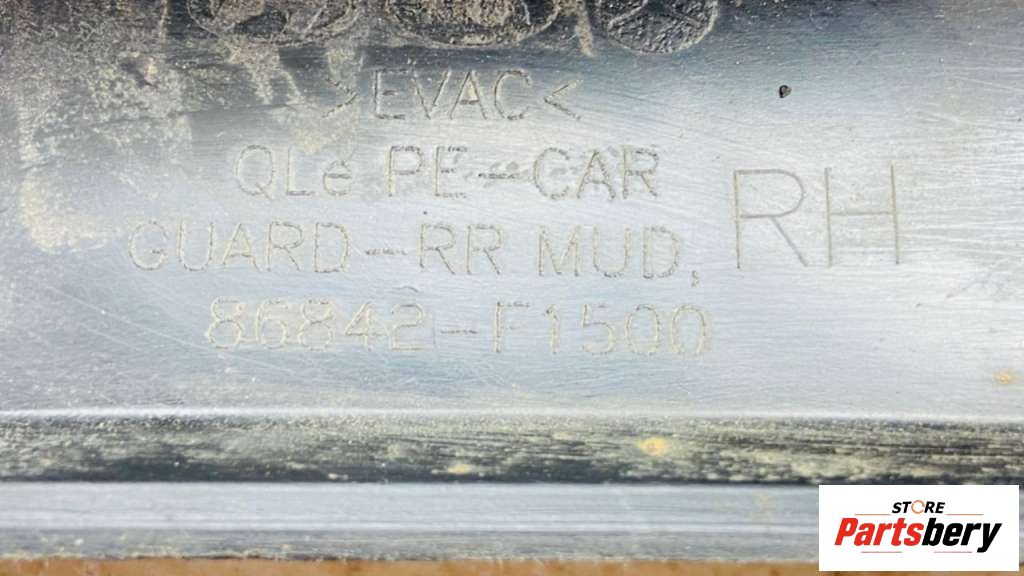 >EVAC<
QLe PE-CAR
GUARD-RR MUD, RH
86842-F1500
STORE
Partsbery